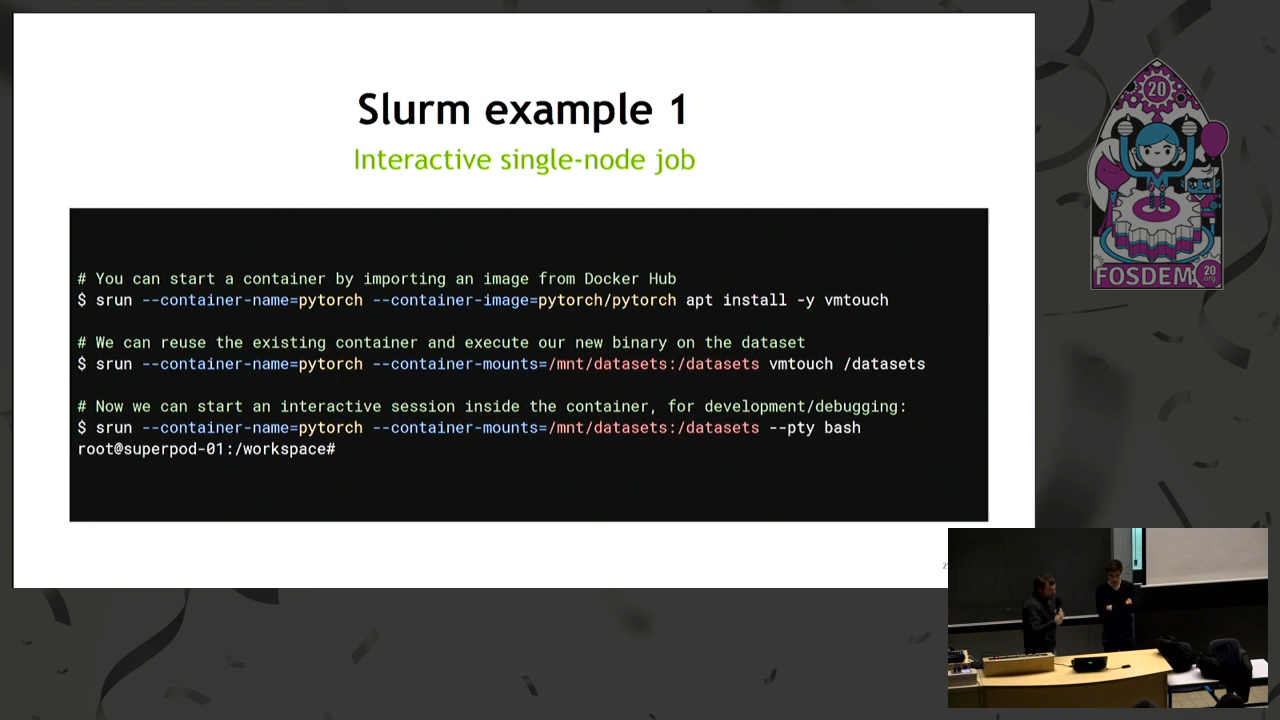 Slurm example 1
Interactive single-node job
# You can start a container by importing an image from Docker Hub
$ srun --container-name=pytorch --container-image=pytorch/pytorch apt install -y vmtouch
# We can reuse the existing container and execute our new binary on the dataset
$ srun --container-name=pytorch --container-mounts=/mnt/datasets:/datasets vmtouch /datasets
# Now we can start an interactive session inside the container, for development/debugging:
$ srun --container-name=pytorch --container-mounts=/mnt/datasets:/datasets --pty bash
root@superpod-01:/workspace#
20
FOSDEM
20
.org